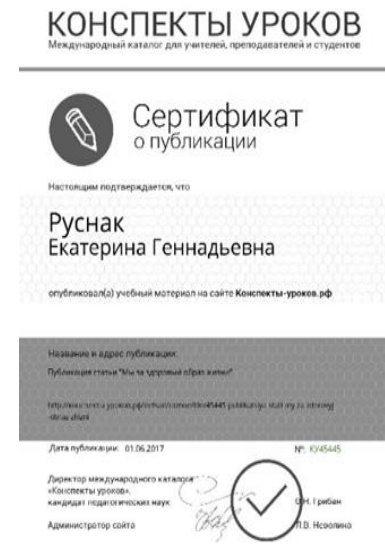 КОНСПЕКТЫ УРОКОВ
Международный каталог для учителей, преподавателей и студентов
Сертификат
о публикации
Настоящим подтверждается, что
Руснак
Екатерина Геннадьевна
опубликовал(а) учебный материал на сайте Конспекты-уроков.рф
Название и адрес публикации:
Публикация статьи "Мы за здоровый образ жизни"
Дата публикации: 01.06.2017 №: КУ45445
Директор международного каталога
«Конспекты уроков»,
кандидат педагогических наук О.Н. Грибан
Администратор сайта